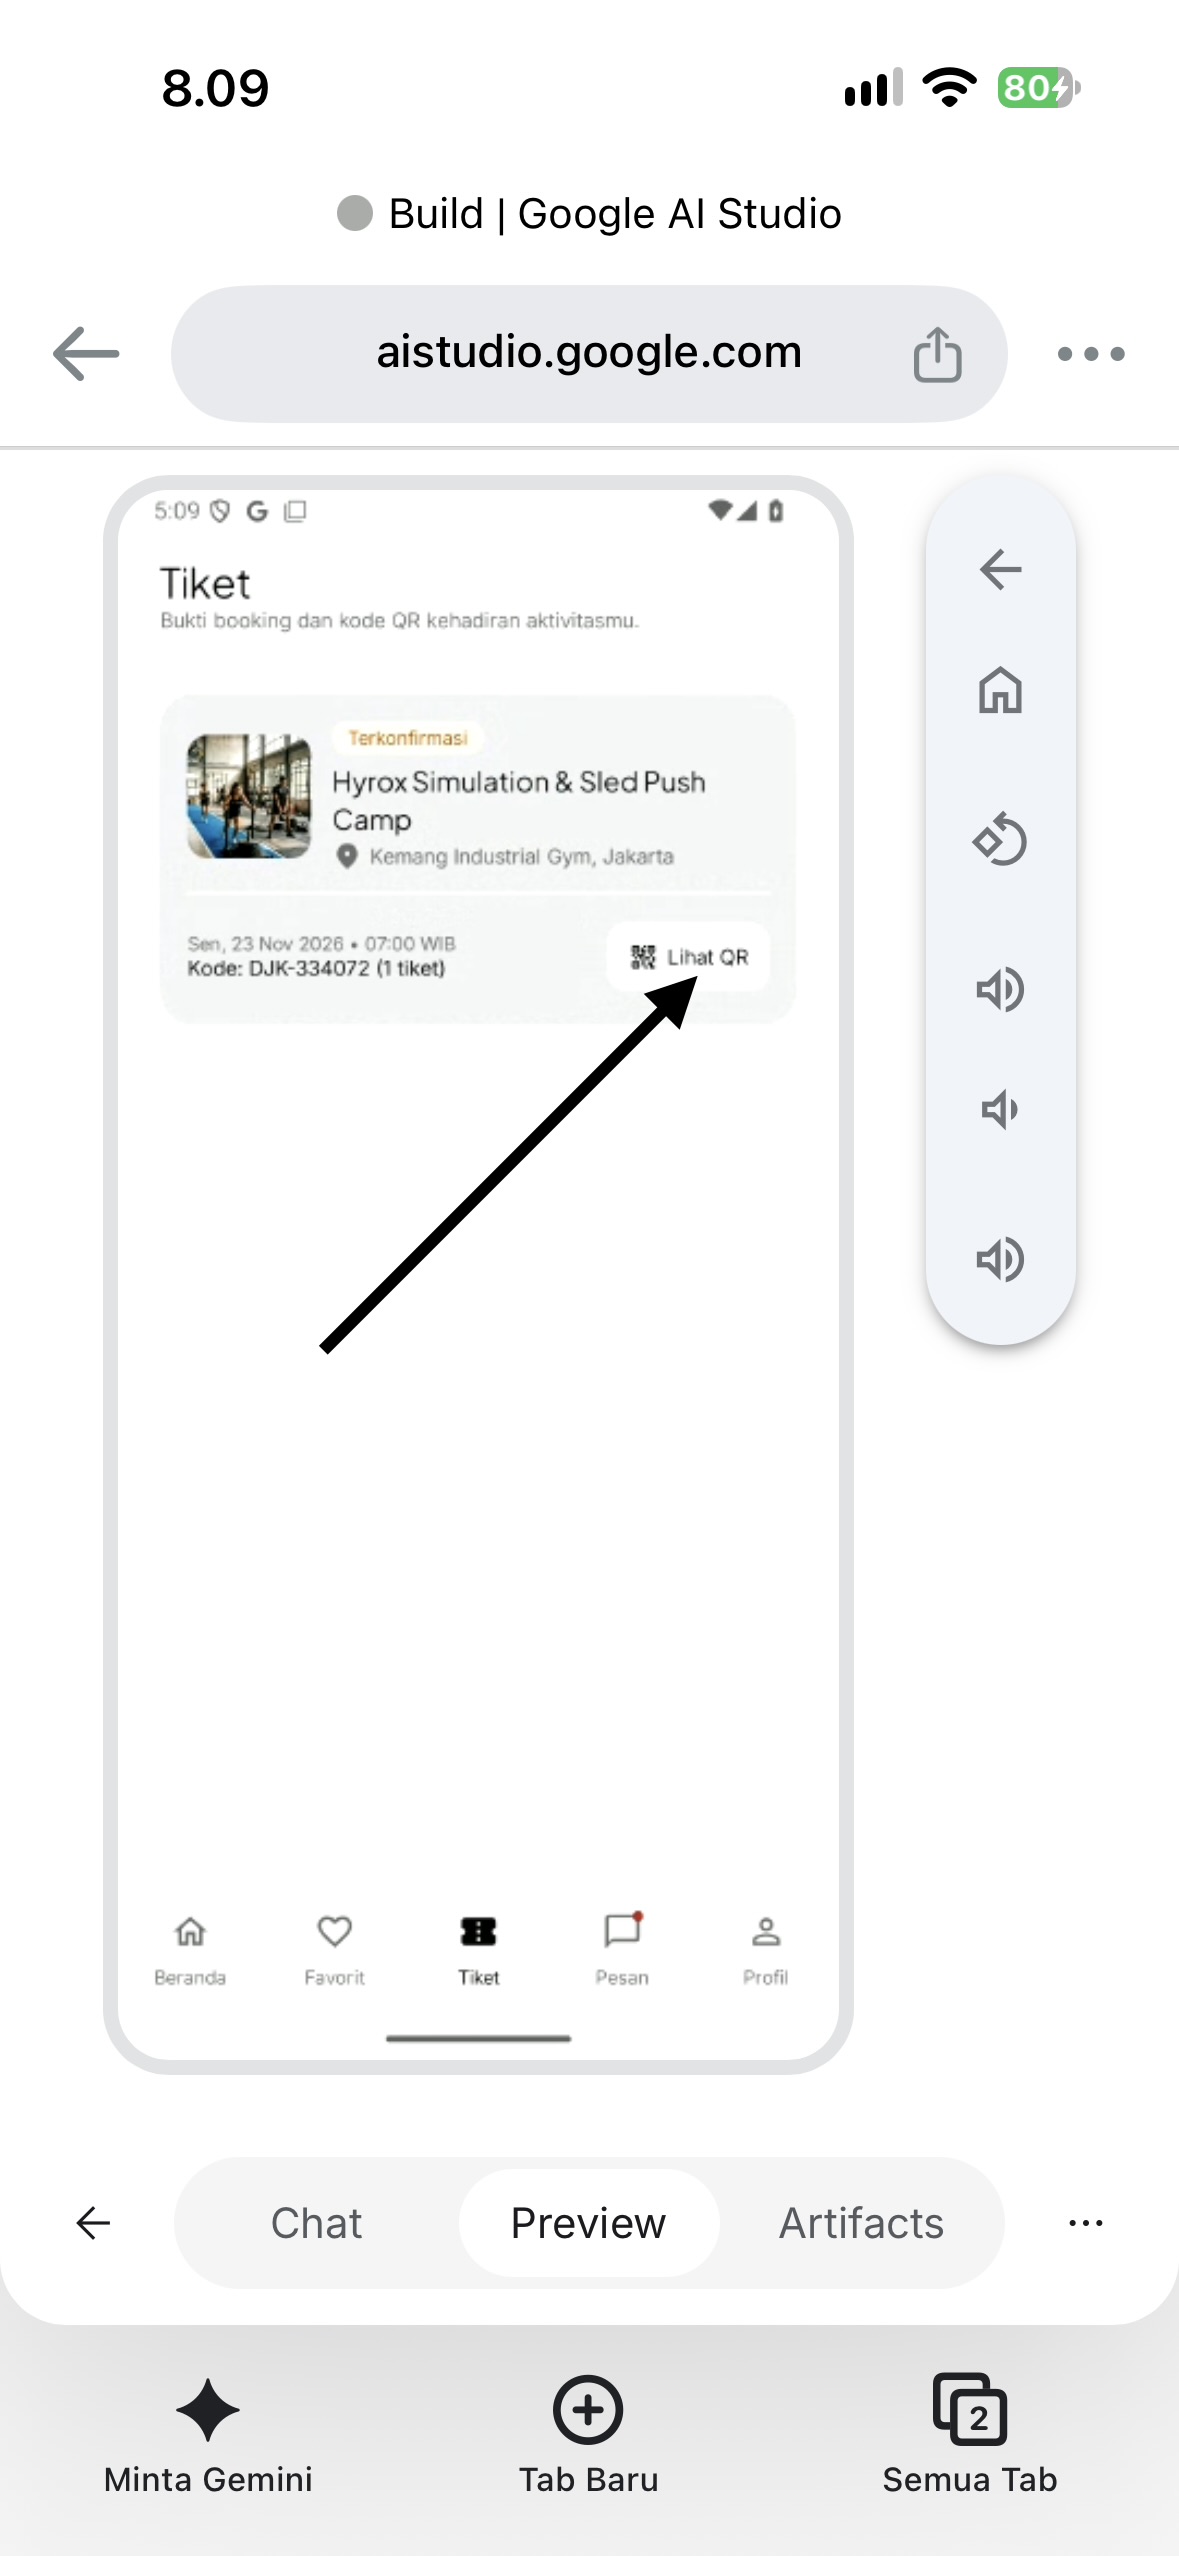 8.09
80
Build | Google AI Studio
aistudio.google.com
5:09
Tiket
Bukti booking dan kode QR kehadiran aktivitasmu.
Terkonfirmasi
Hyrox Simulation & Sled Push
Camp
Kemang Industrial Gym, Jakarta
Sen, 23 Nov 2026 • 07:00 WIB
Kode: DJK-334072 (1 tiket)
Lihat QR
Beranda
Favorit
Tiket
Pesan
Profil
Chat
Preview
Artifacts
2
Minta Gemini
Tab Baru
Semua Tab